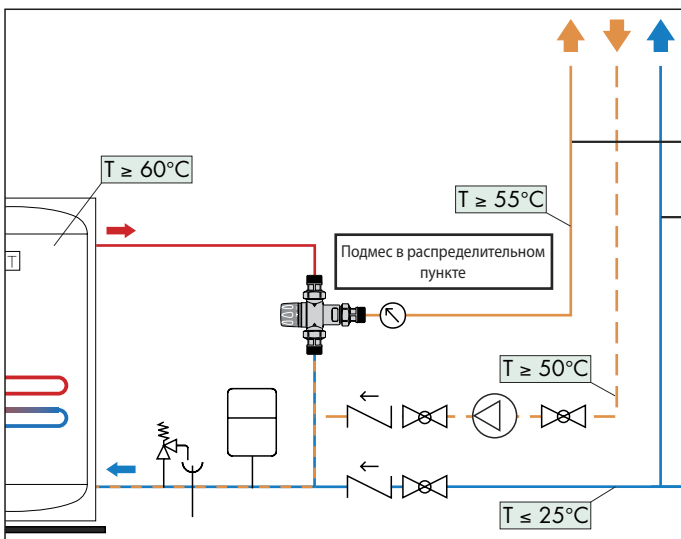 T ≥ 60°C
T ≥ 55°C
Подмес в распределительном
пункте
T
T ≥ 50°C
T ≤ 25°C